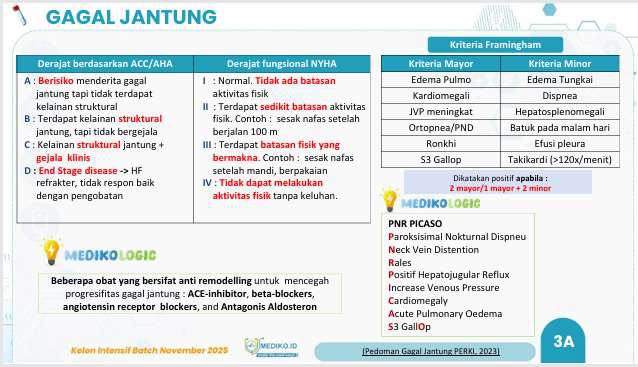 GAGAL JANTUNG
Derajat berdasarkan ACC/AHA
A : Berisiko menderita gagal
jantung tapi tidak terdapat
kelainan struktural
B : Terdapat kelainan struktural
jantung, tapi tidak bergejala
C : Kelainan struktural jantung +
gejala klinis
D : End Stage disease -> HF
refrakter, tidak respon baik
dengan pengobatan
Derajat fungsional NYHA
I : Normal. Tidak ada batasan
aktivitas fisik
II : Terdapat sedikit batasan aktivitas
fisik. Contoh : sesak nafas setelah
berjalan 100 m
III : Terdapat batasan fisik yang
bermakna. Contoh : sesak nafas
setelah mandi, berpakaian
IV : Tidak dapat melakukan
aktivitas fisik tanpa keluhan.
MEDIKOLOGIC
Beberapa obat yang bersifat anti remodelling untuk mencegah
progresifitas gagal jantung : ACE-inhibitor, beta-blockers,
angiotensin receptor blockers, and Antagonis Aldosteron
Kriteria Framingham
Kriteria Mayor Kriteria Minor
Edema Pulmo Edema Tungkai
Kardiomegali Dispnea
JVP meningkat Hepatosplenomegali
Ortopnea/PND Batuk pada malam hari
Ronkhi Efusi pleura
S3 Gallop Takikardi (>120x/menit)
Dikatakan positif apabila :
2 mayor/1 mayor + 2 minor
MEDIKOLOGIC
PNR PICASO
Paroksisimal Nokturnal Dispneu
Neck Vein Distention
Rales
Positif Hepatojugular Reflux
Increase Venous Pressure
Cardiomegaly
Acute Pulmonary Oedema
S3 GallOp
Kelon Intensif Batch November 2025
MEDIKO.ID
(Pedoman Gagal Jantung PERKI, 2023)
3A